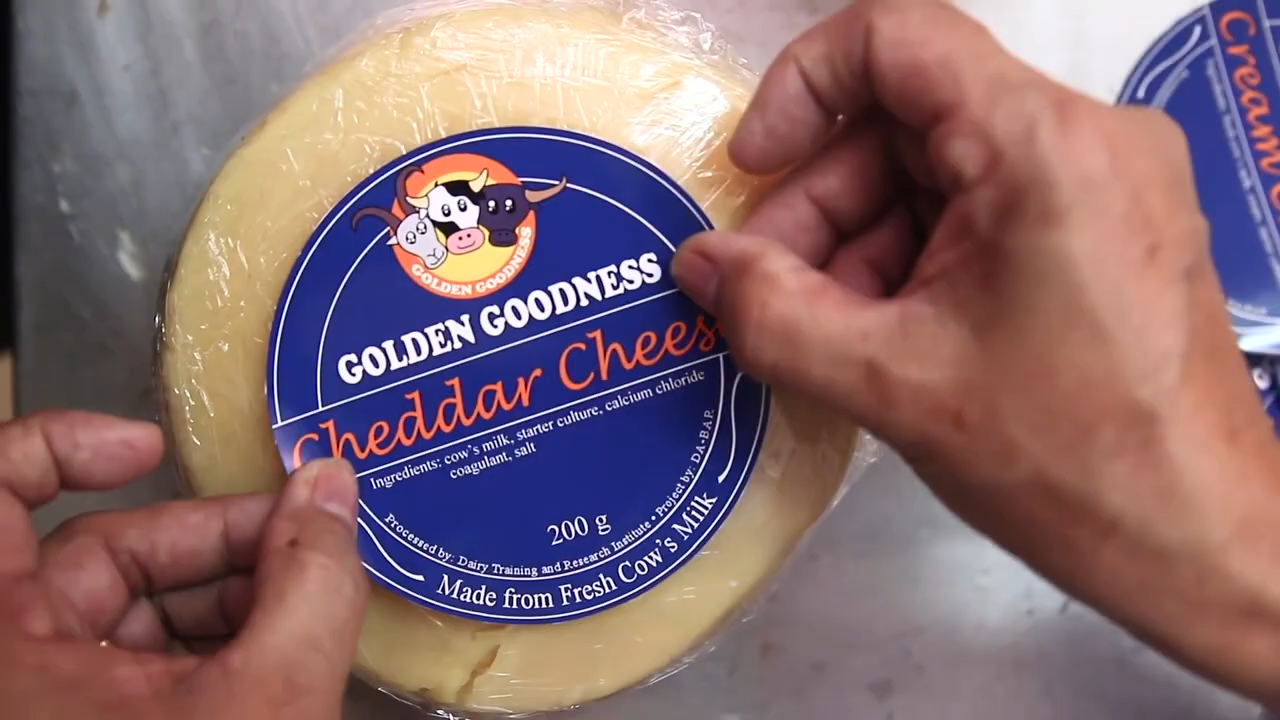 GOLDEN GOODNESS
GOLDEN GOODNESS
Cheddar Chees
Ingredients: cow's milk, starter culture, calcium chloride
coagulant, salt
200 g
Processed by: Dairy Training and Research Institute • Project by: DA-BAR
Made from Fresh Cow's Milk
Cream